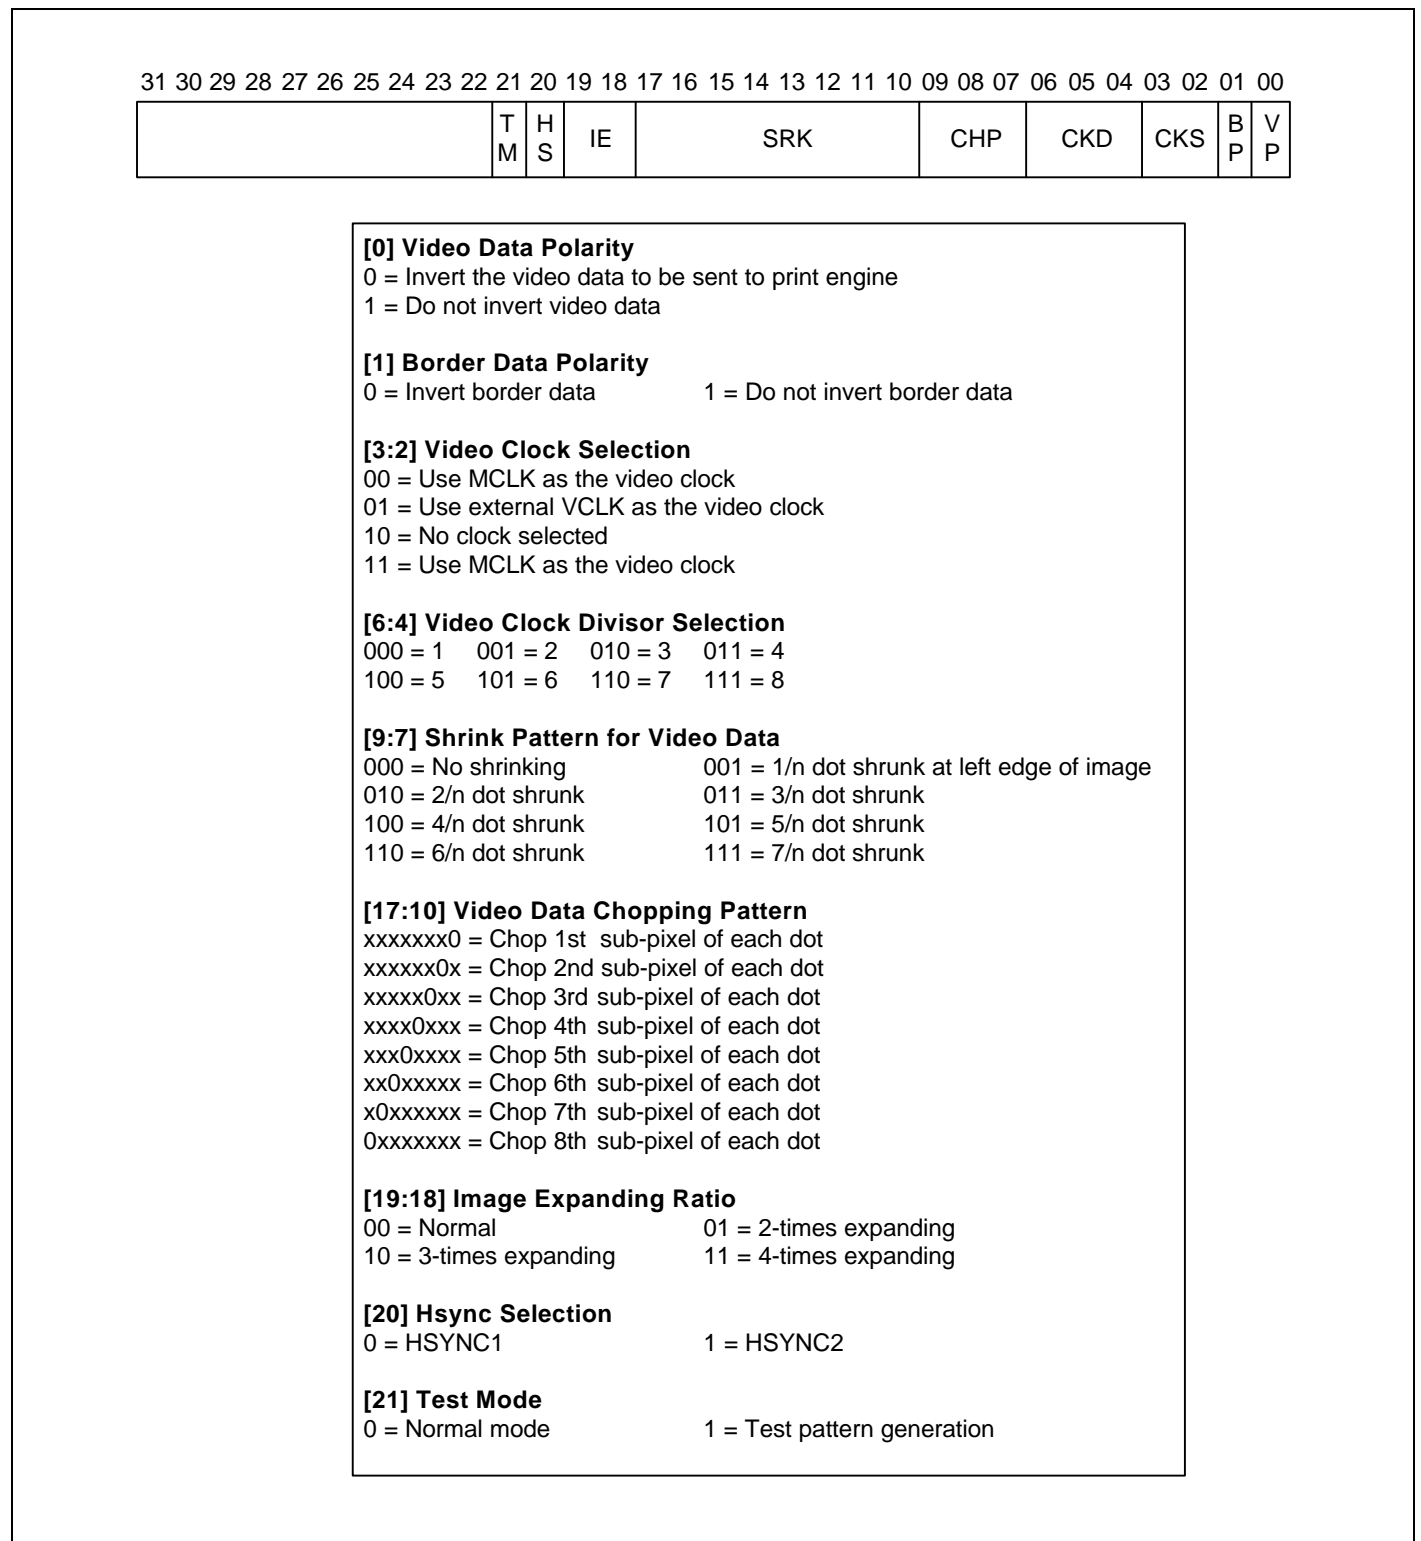 31 30 29 28 27 26 25 24 23 22 21 20 19 18 17 16 15 14 13 12 11 10 09 08 07 06 05 04 03 02 01 00
TM HS IE SRK CHP CKD CKS BP VP
[0] Video Data Polarity
0 = Invert the video data to be sent to print engine
1 = Do not invert video data
[1] Border Data Polarity
0 = Invert border data 1 = Do not invert border data
[3:2] Video Clock Selection
00 = Use MCLK as the video clock
01 = Use external VCLK as the video clock
10 = No clock selected
11 = Use MCLK as the video clock
[6:4] Video Clock Divisor Selection
000 = 1 001 = 2 010 = 3 011 = 4
100 = 5 101 = 6 110 = 7 111 = 8
[9:7] Shrink Pattern for Video Data
000 = No shrinking 001 = 1/n dot shrunk at left edge of image
010 = 2/n dot shrunk 011 = 3/n dot shrunk
100 = 4/n dot shrunk 101 = 5/n dot shrunk
110 = 6/n dot shrunk 111 = 7/n dot shrunk
[17:10] Video Data Chopping Pattern
xxxxxxx0 = Chop 1st sub-pixel of each dot
xxxxxx0x = Chop 2nd sub-pixel of each dot
xxxxx0xx = Chop 3rd sub-pixel of each dot
xxxx0xxx = Chop 4th sub-pixel of each dot
xxx0xxxx = Chop 5th sub-pixel of each dot
xx0xxxxx = Chop 6th sub-pixel of each dot
x0xxxxxx = Chop 7th sub-pixel of each dot
0xxxxxxx = Chop 8th sub-pixel of each dot
[19:18] Image Expanding Ratio
00 = Normal 01 = 2-times expanding
10 = 3-times expanding 11 = 4-times expanding
[20] Hsync Selection
0 = HSYNC1 1 = HSYNC2
[21] Test Mode
0 = Normal mode 1 = Test pattern generation